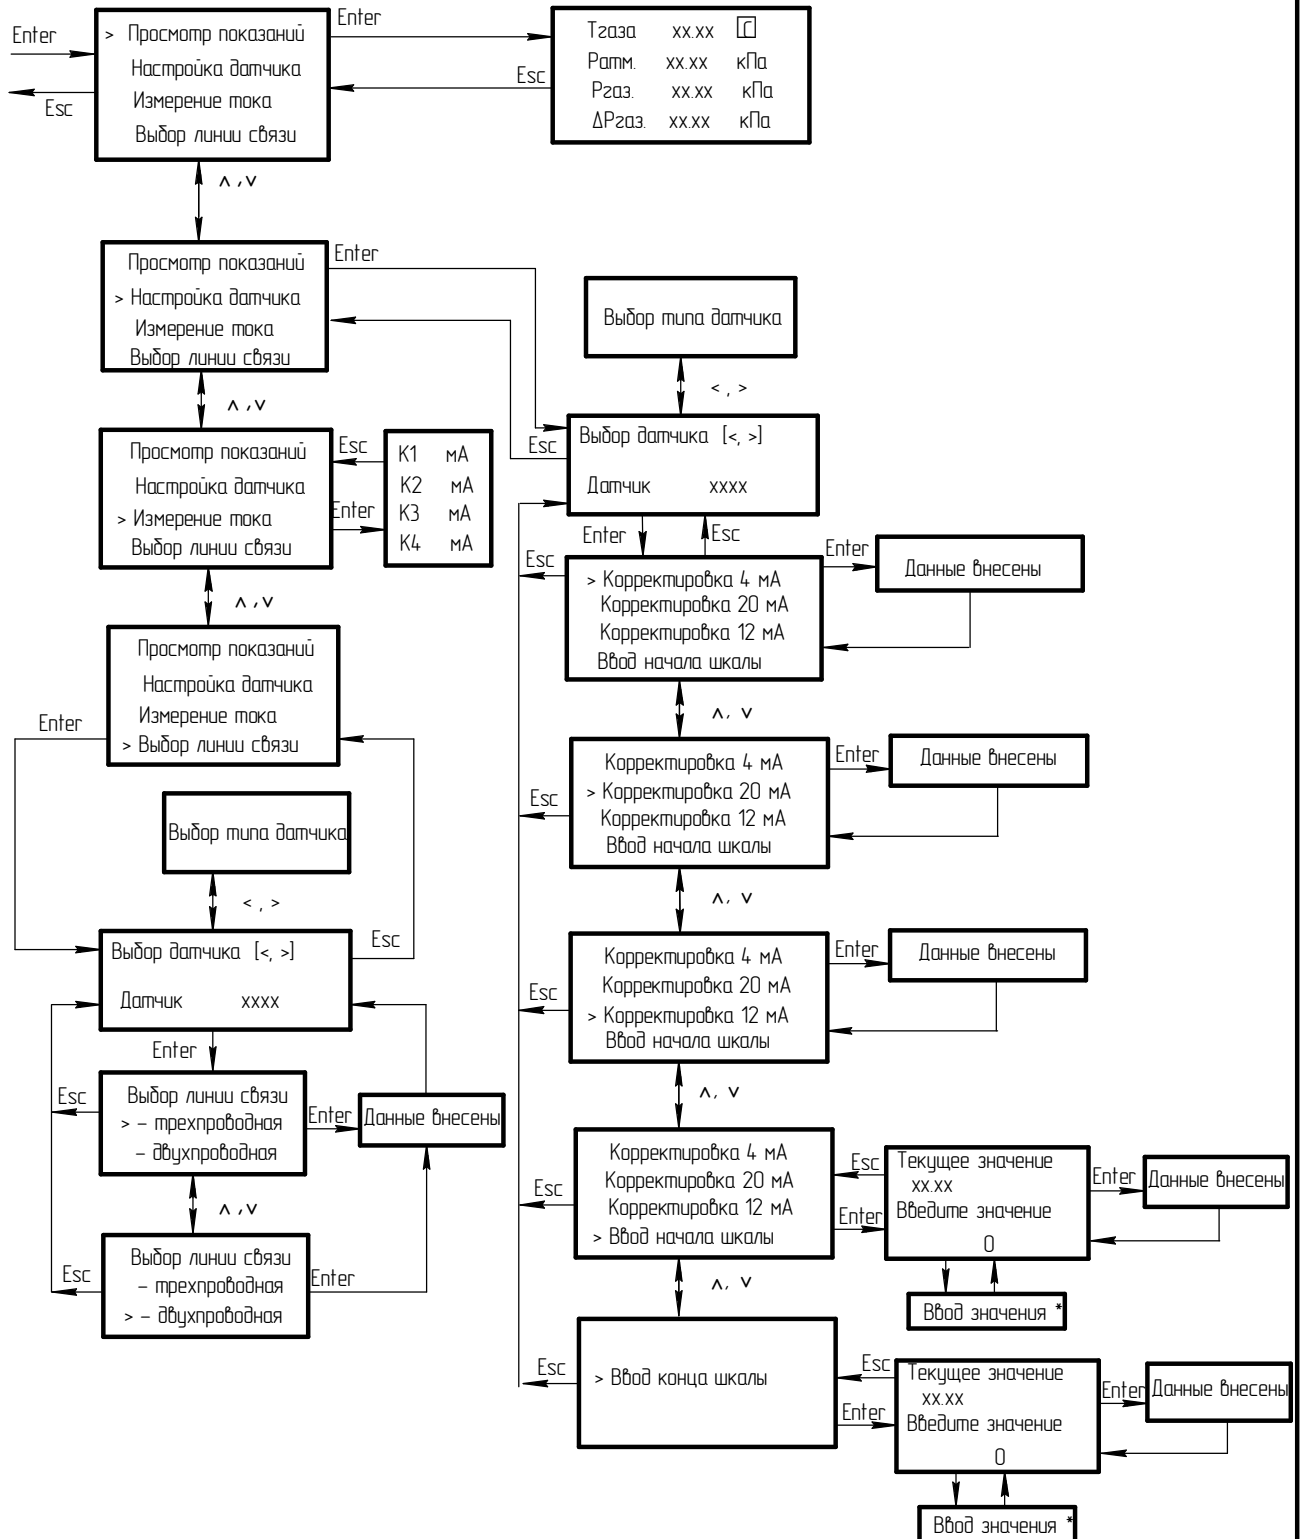 Enter
> Просмотр показаний
Настройка датчика
Измерение тока
Выбор линии связи
Esc
Enter
Esc
Тгаза xx.xx
Ратм. xx.xx кПа
Ргаз. xx.xx кПа
ΔРгаз. xx.xx кПа
ʌ , v
Просмотр показаний
> Настройка датчика
Измерение тока
Выбор линии связи
Enter
ʌ , v
Выбор типа датчика
< , >
Выбор датчика [<, >]
Датчик xxxx
Esc
Просмотр показаний
Настройка датчика
> Измерение тока
Выбор линии связи
Esc
Enter
К1 мА
К2 мА
К3 мА
К4 мА
ʌ , v
Enter
Esc
Esc
> Корректировка 4 мА
Корректировка 20 мА
Корректировка 12 мА
Ввод начала шкалы
Enter
Данные внесены
Просмотр показаний
Настройка датчика
Измерение тока
> Выбор линии связи
Enter
ʌ, v
Esc
Корректировка 4 мА
> Корректировка 20 мА
Корректировка 12 мА
Ввод начала шкалы
Enter
Данные внесены
Выбор типа датчика
< , >
ʌ, v
Выбор датчика [<, >]
Датчик xxxx
Esc
Esc
Корректировка 4 мА
Корректировка 20 мА
> Корректировка 12 мА
Ввод начала шкалы
Enter
Данные внесены
Enter
ʌ, v
Esc
Выбор линии связи
> – трехпроводная
– двухпроводная
Enter
Данные внесены
ʌ , v
Esc
Выбор линии связи
– трехпроводная
> – двухпроводная
Enter
Esc
Корректировка 4 мА
Корректировка 20 мА
Корректировка 12 мА
> Ввод начала шкалы
Esc
Enter
Текущее значение
xx.xx
Введите значение
0
Enter
Данные внесены
Ввод значения *
ʌ, v
Esc
> Ввод конца шкалы
Esc
Enter
Текущее значение
xx.xx
Введите значение
0
Enter
Данные внесены
Ввод значения *